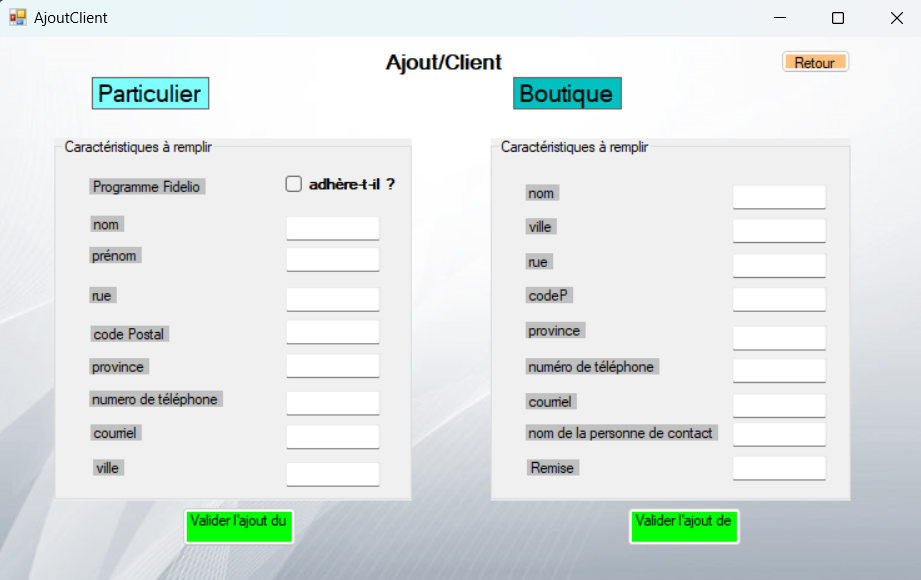 AjoutClient
Ajout/Client
Retour
Particulier
Boutique
Caractéristiques à remplir
Programme Fidelio
adhère-t-il ?
nom
prénom
rue
code Postal
province
numero de téléphone
courriel
ville
Valider l'ajout du
Caractéristiques à remplir
nom
ville
rue
codeP
province
numéro de téléphone
courriel
nom de la personne de contact
Remise
Valider l'ajout de